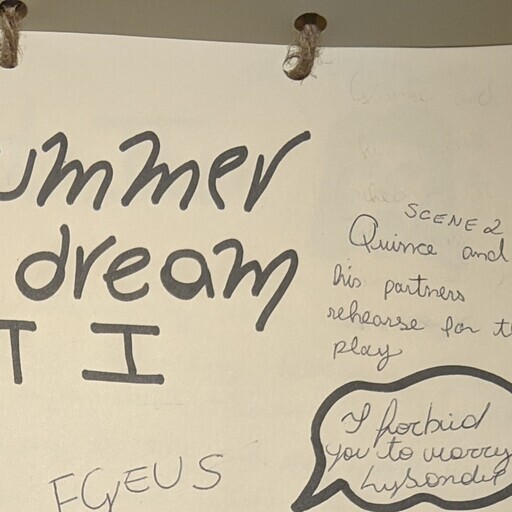 ummer
dream
T I
SCENE 2
Quince and
his partners
rehearse for t
play
EGEUS
I forbid
you to marry
Lysander